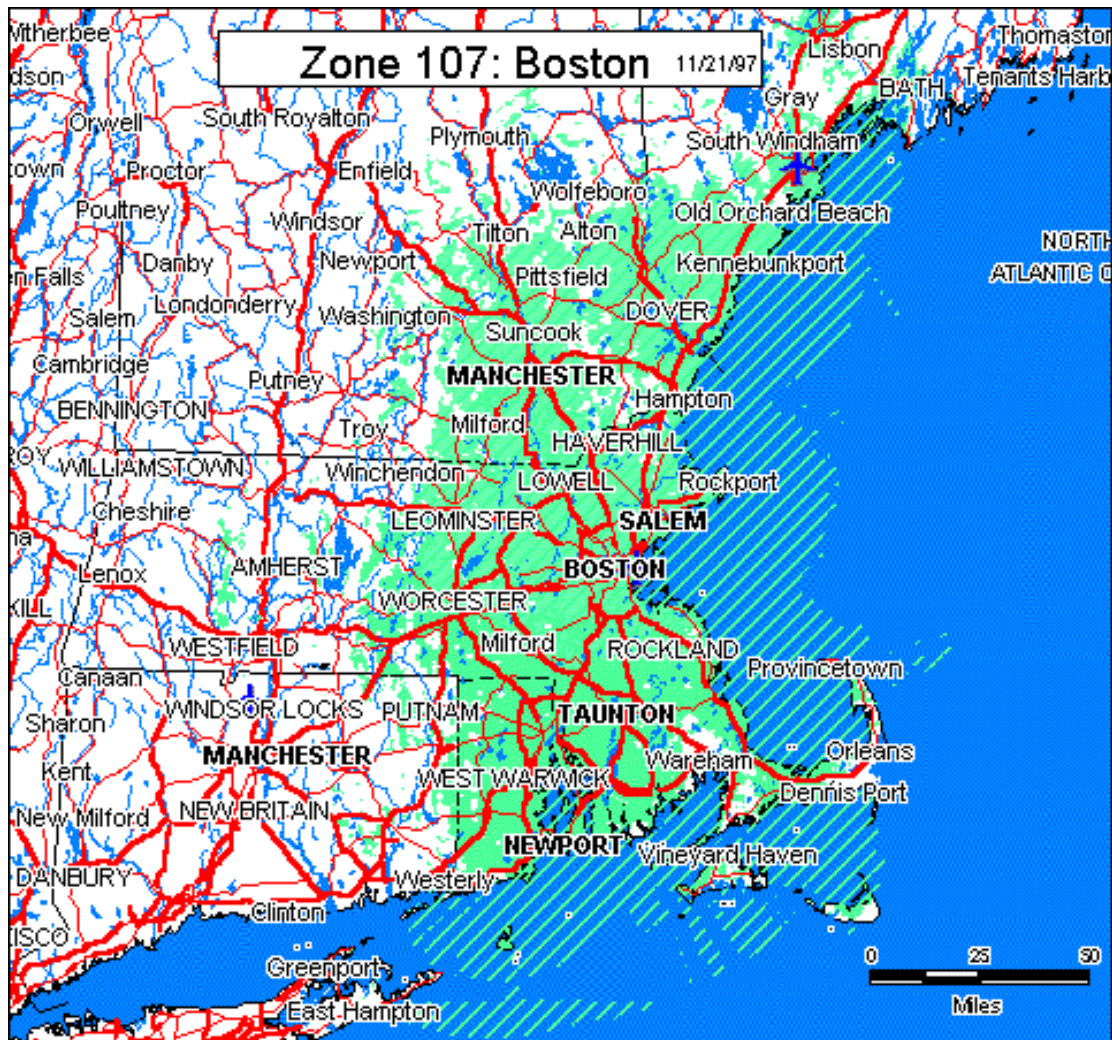 Zone 107: Boston 11/21/97
Witherbee
Lisbon
Thomaston
dson
Tenants Harb
BATH
Gray
Orwell
South Royalton
Plymouth
South Windham
own
Proctor
Enfield
Wolfeboro
Poultney
Windsor
Tilton
Alton
Old Orchard Beach
NORTH
ATLANTIC O
en Falls
Danby
Newport
Pittsfield
Kennebunkport
Salem
Londonderry
Washington
Suncook
DOVER
Cambridge
Putney
MANCHESTER
Hampton
BENNINGTON
Troy
Milford
HAVERHILL
ROY
WILLIAMSTOWN
Winchendon
LOWELL
Rockport
Cheshire
LEOMINSTER
SALEM
na
Lenox
AMHERST
BOSTON
KILL
WORCESTER
WESTFIELD
Milford
ROCKLAND
Provincetown
Canaan
Sharon
WINDSOR LOCKS
PUTNAM
TAUNTON
MANCHESTER
Wareham
Orleans
Kent
WEST WARWICK
Dennis Port
New Milford
NEW BRITAIN
NEWPORT
Vineyard Haven
DANBURY
Westerly
Clinton
ISCO
Greenport
East Hampton
0 25 50
Miles